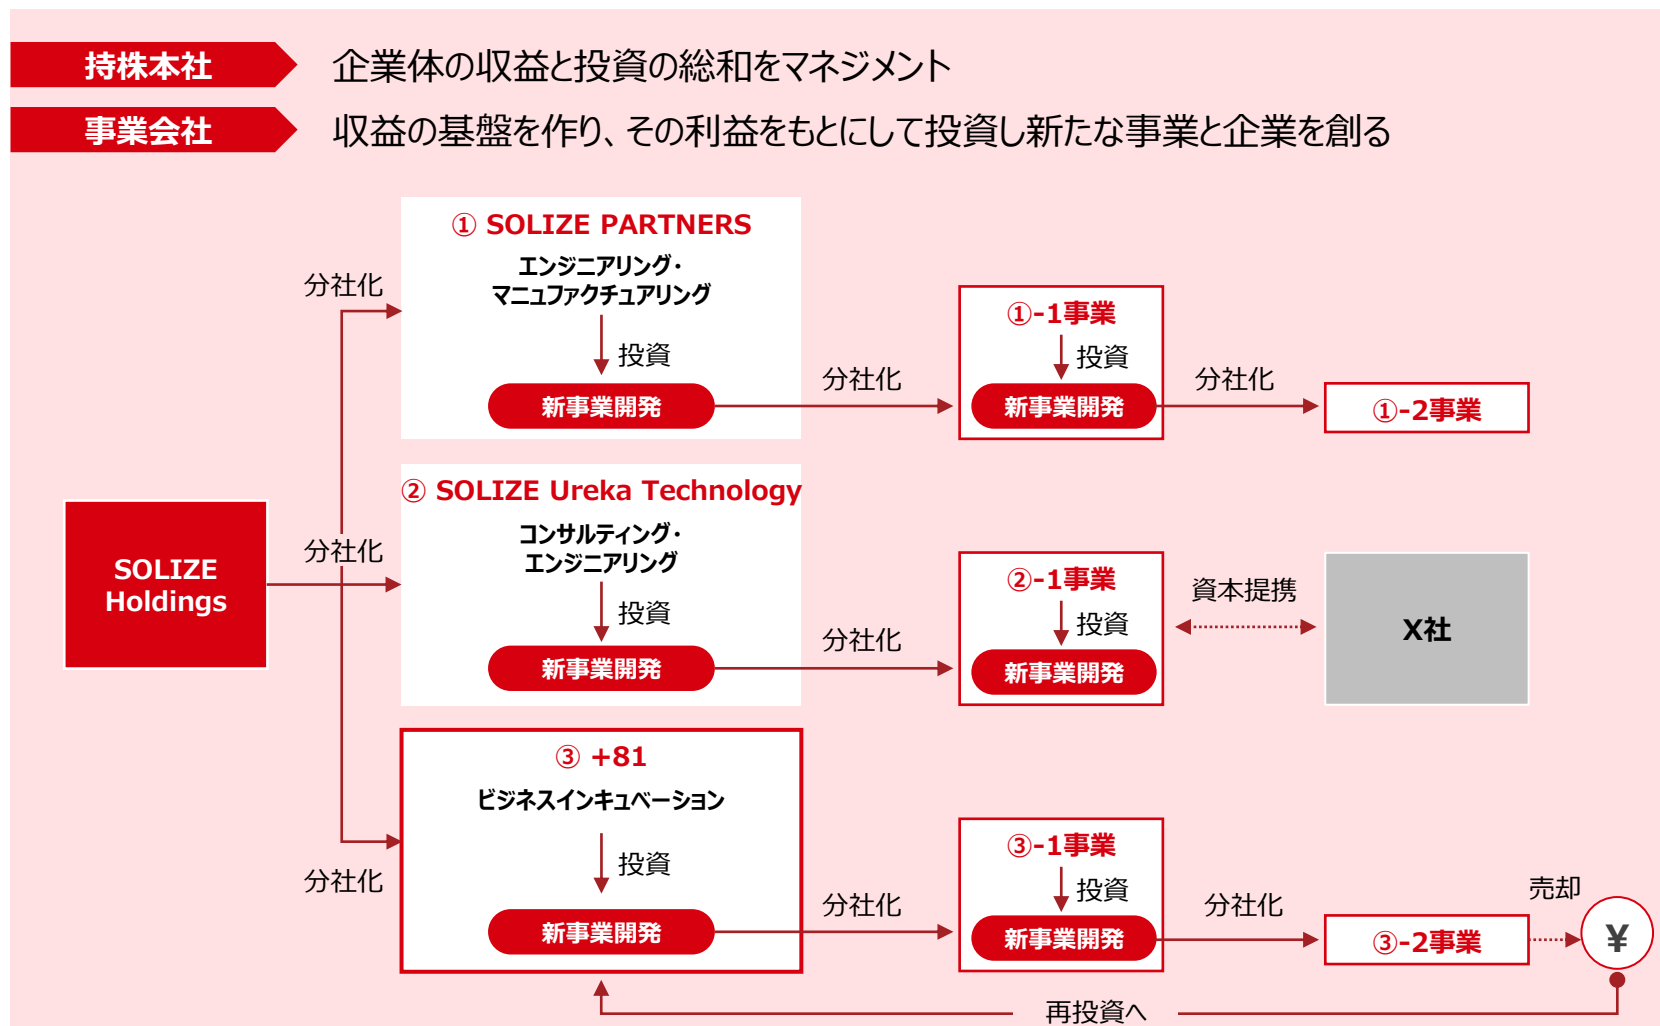 持株本社
企業体の収益と投資の総和をマネジメント
事業会社
収益の基盤を作り、その利益をもとにして投資し新たな事業と企業を創る
① SOLIZE PARTNERS
エンジニアリング・
マニュファクチュアリング
分社化
投資
新事業開発
分社化
①-1事業
投資
新事業開発
分社化
①-2事業
SOLIZE
Holdings
分社化
② SOLIZE Ureka Technology
コンサルティング・
エンジニアリング
投資
新事業開発
分社化
②-1事業
投資
新事業開発
資本提携
X社
分社化
③ +81
ビジネスインキュベーション
投資
新事業開発
分社化
③-1事業
投資
新事業開発
分社化
③-2事業
売却
¥
再投資へ